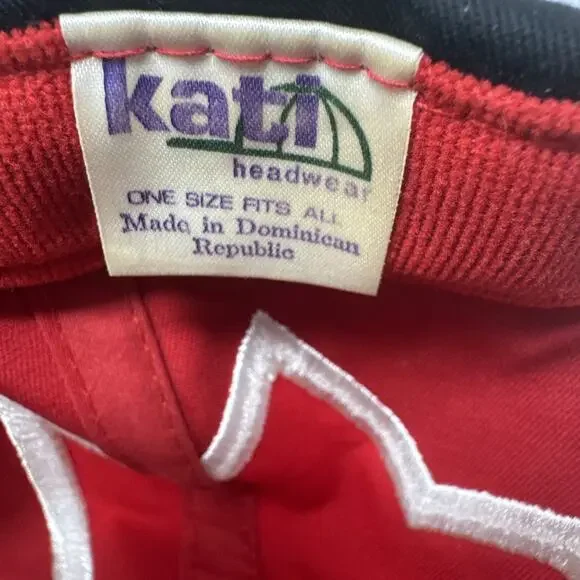 kati
headwear
ONE SIZE FITS ALL
Made in Dominican
Republic